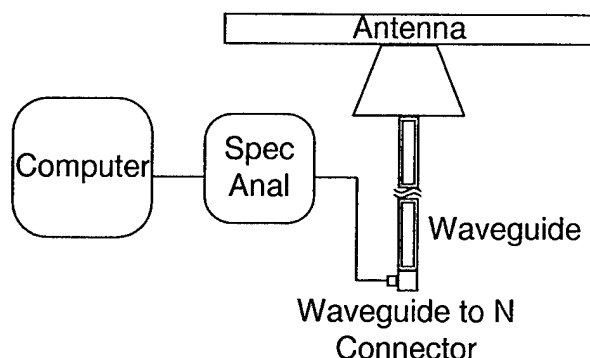 Antenna
Computer
Spec
Anal
Waveguide
Waveguide to N
Connector